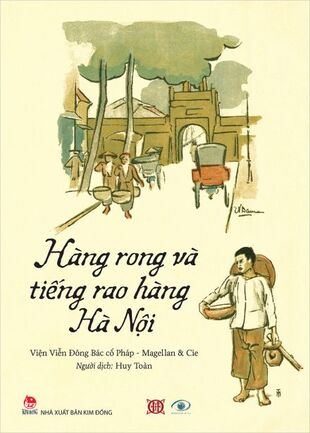 Hàng rong và
tiếng rao hàng
Hà Nội
Viện Viễn Đông Bác cổ Pháp - Magellan & Cie
Người dịch: Huy Toàn
NHÀ XUẤT BẢN KIM ĐỒNG